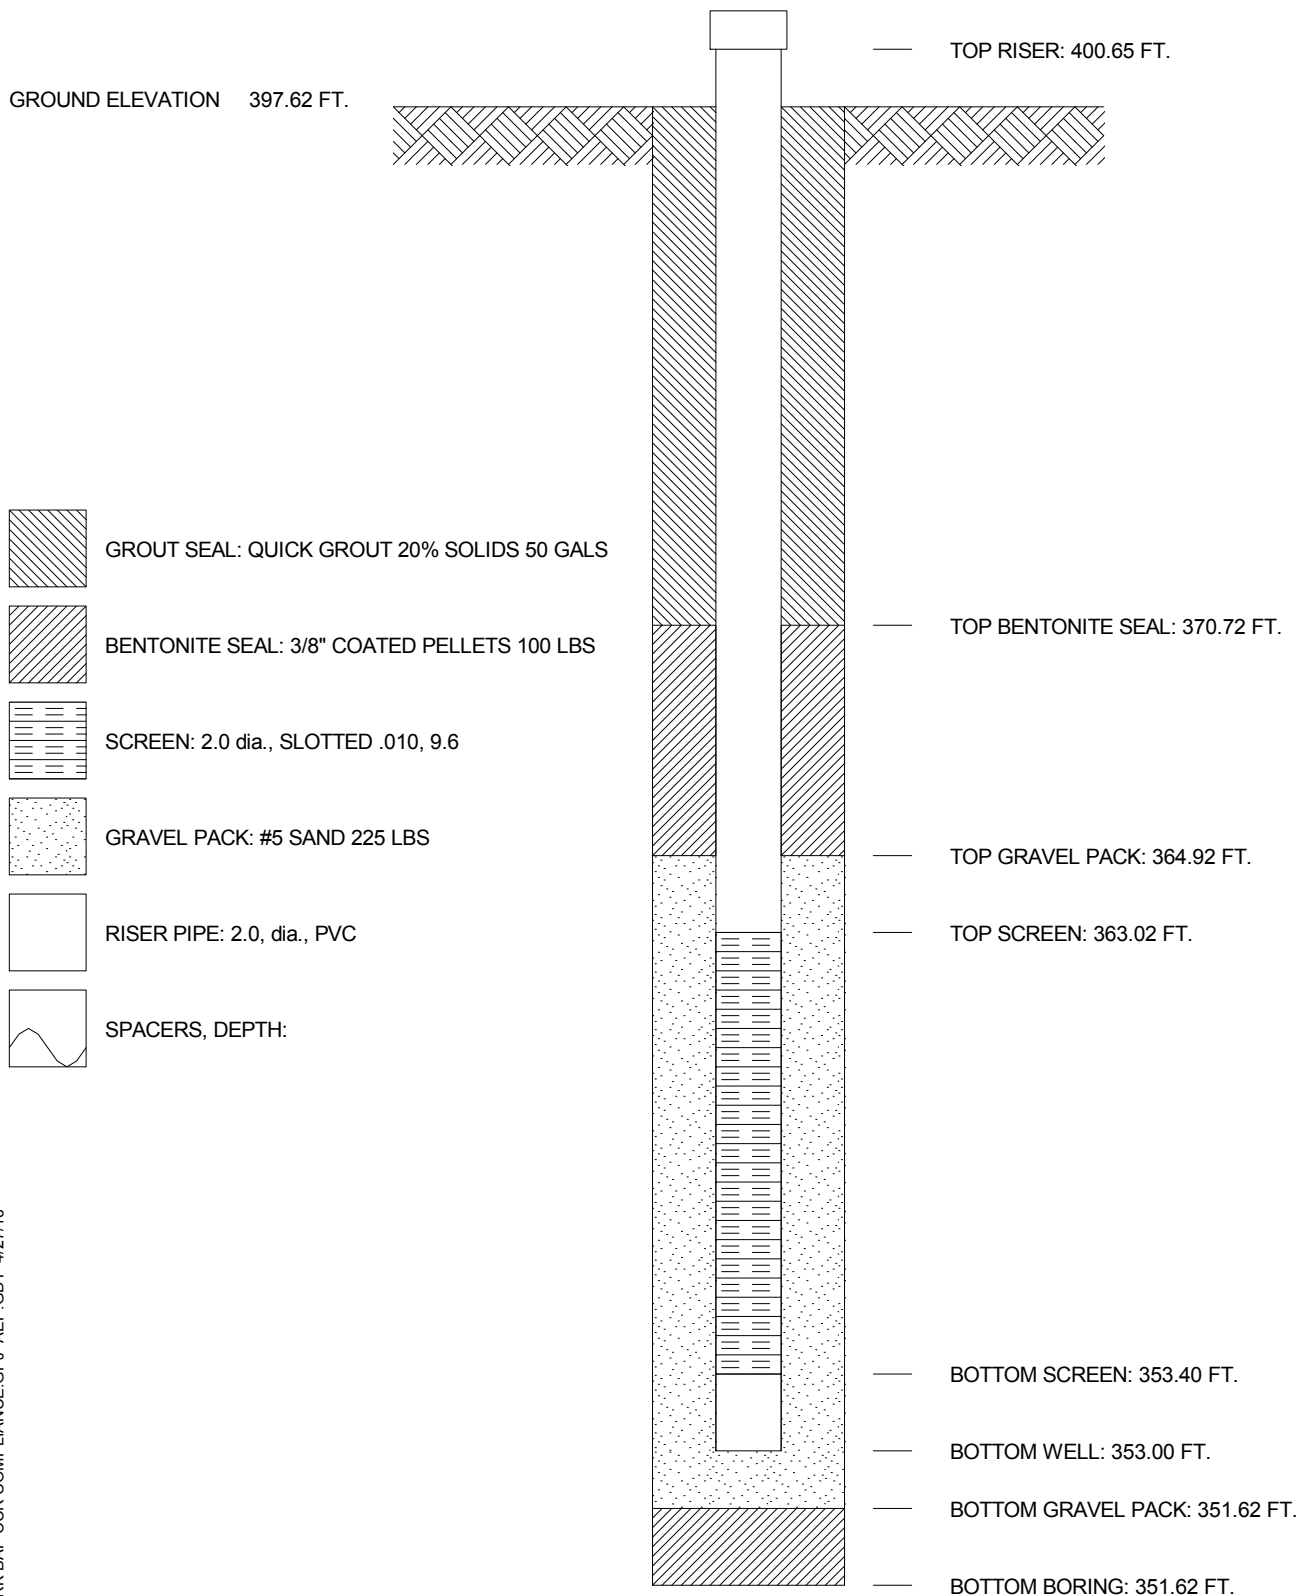 TOP RISER: 400.65 FT.
GROUND ELEVATION 397.62 FT.
GROUT SEAL: QUICK GROUT 20% SOLIDS 50 GALS
TOP BENTONITE SEAL: 370.72 FT.
BENTONITE SEAL: 3/8" COATED PELLETS 100 LBS
SCREEN: 2.0 dia., SLOTTED .010, 9.6
GRAVEL PACK: #5 SAND 225 LBS
TOP GRAVEL PACK: 364.92 FT.
RISER PIPE: 2.0, dia., PVC
TOP SCREEN: 363.02 FT.
SPACERS, DEPTH:
BOTTOM SCREEN: 353.40 FT.
BOTTOM WELL: 353.00 FT.
BOTTOM GRAVEL PACK: 351.62 FT.
BOTTOM BORING: 351.62 FT.